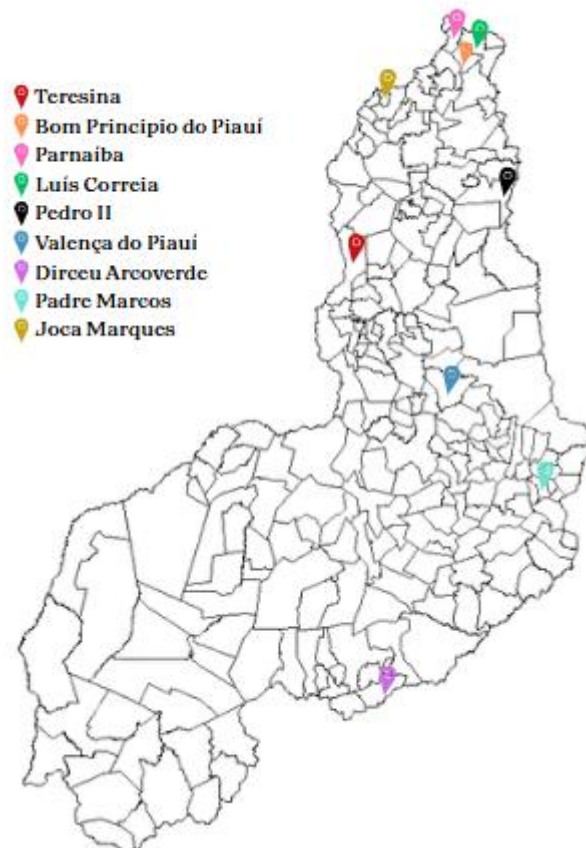 Teresina
Bom Principio do Piauí
Parnaíba
Luís Correia
Pedro II
Valença do Piauí
Dirceu Arcoverde
Padre Marcos
Joca Marques